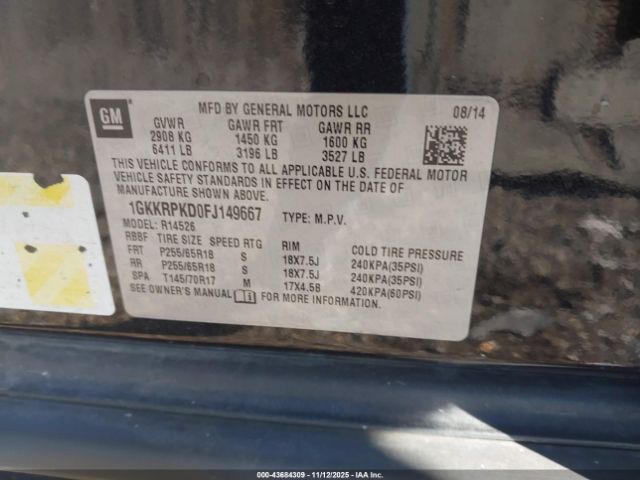 GM
MFD BY GENERAL MOTORS LLC 08/14
GVWR GAWR FRT GAWR RR
2908 KG 1450 KG 1600 KG
6411 LB 3196 LB 3527 LB
THIS VEHICLE CONFORMS TO ALL APPLICABLE U.S. FEDERAL MOTOR
VEHICLE SAFETY STANDARDS IN EFFECT ON THE DATE OF
MANUFACTURE SHOWN ABOVE.
1GKKRPKD0FJ149667 TYPE: M.P.V.
MODEL: R14526
RBBF TIRE SIZE SPEED RTG RIM COLD TIRE PRESSURE
FRT P255/65R18 S 18X7.5J 240KPA(35PSI)
RR P255/65R18 S 18X7.5J 240KPA(35PSI)
SPA T145/70R17 M 17X4.5B 420KPA(60PSI)
SEE OWNER'S MANUAL FOR MORE INFORMATION.
000-43684309 - 11/12/2025 - IAA, Inc.